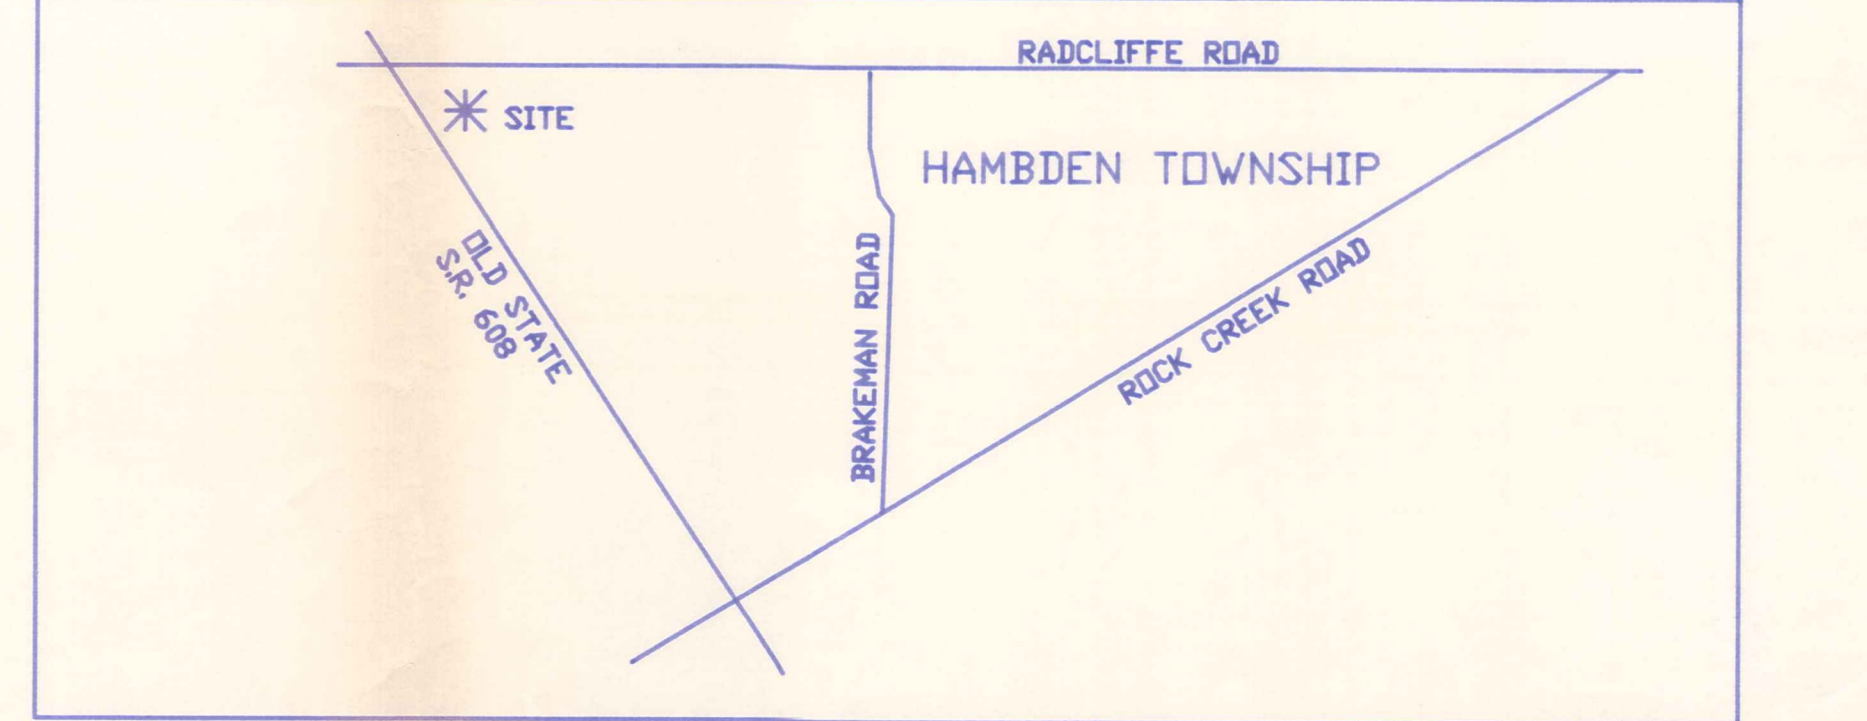 RADCLIFFE ROAD
SITE
HAMBDEN TOWNSHIP
OLD STATE
S.R. 608
BRAKEMAN ROAD
ROCK CREEK ROAD